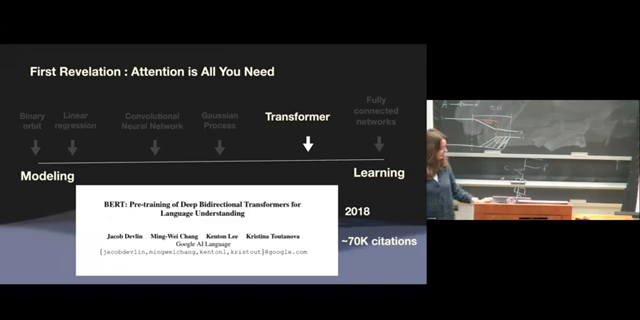 First Revelation : Attention is All You Need
Binary orbit
Linear regression
Convolutional Neural Network
Gaussian Process
Transformer
Fully connected networks
Modeling
Learning
BERT: Pre-training of Deep Bidirectional Transformers for
Language Understanding
Jacob Devlin Ming-Wei Chang Kenton Lee Kristina Toutanova
Google AI Language
{jacobdevlin,mingweichang,kentonl,kristout}@google.com
2018
~70K citations